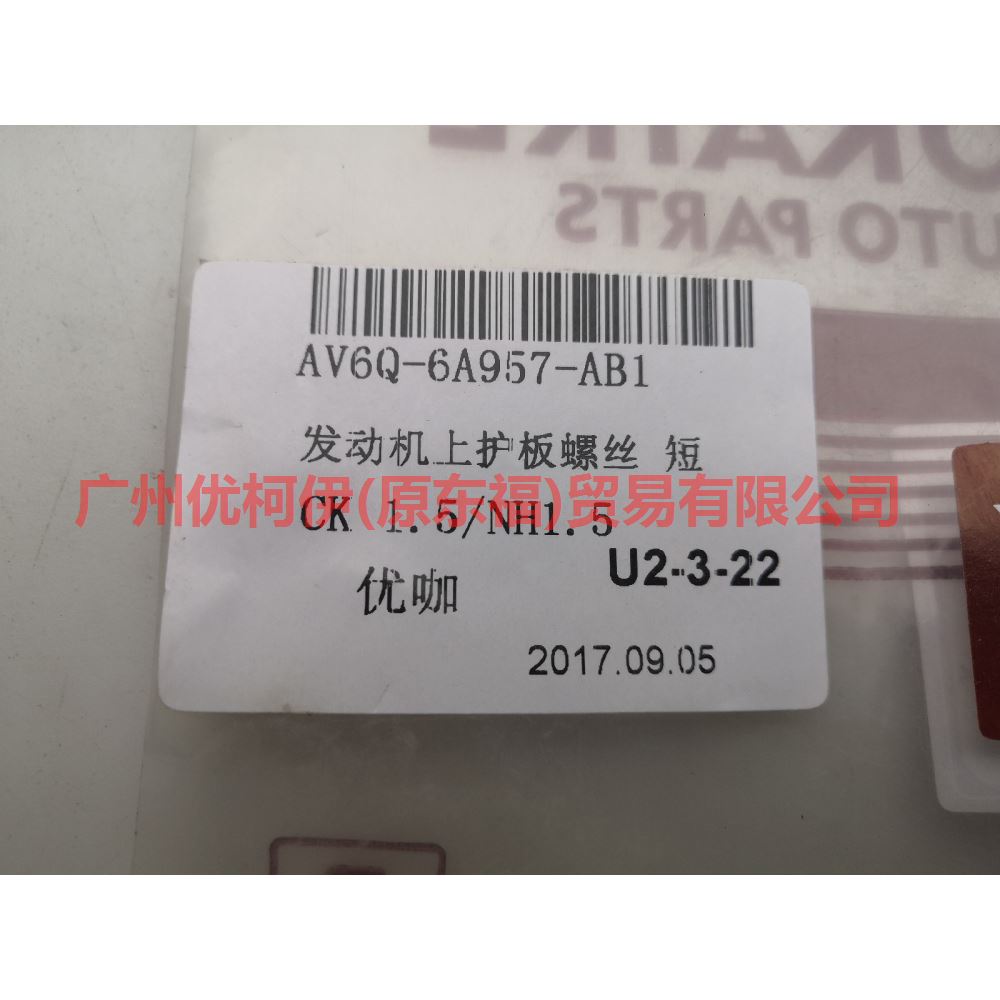 AUTO PARTS
AV6Q-6A957-AB1
发动机上护板螺丝 短
广州优柯伊(原东福)贸易有限公司
CK 1.5/NH1.5
U2-3-22
优咖
2017.09.05